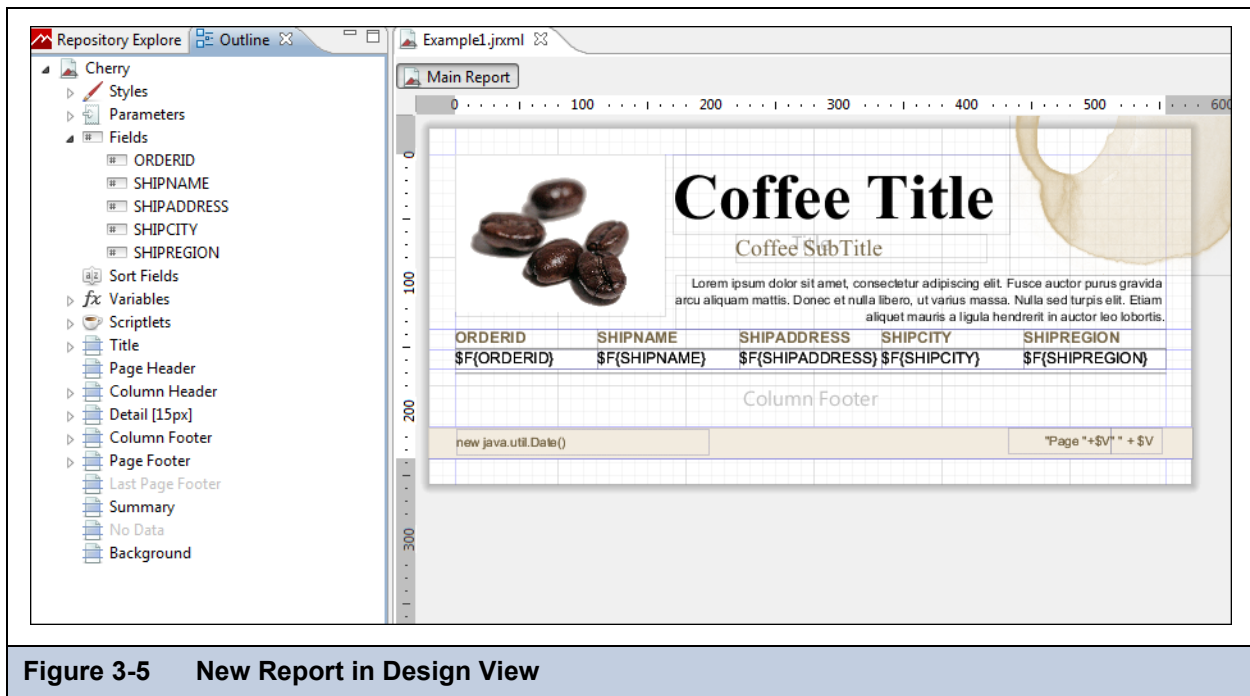 Repository Explore Outline
Example1.jrxml
Cherry
Styles
Parameters
Fields
ORDERID
SHIPNAME
SHIPADDRESS
SHIPCITY
SHIPREGION
Sort Fields
fx Variables
Scriptlets
Title
Page Header
Column Header
Detail [15px]
Column Footer
Page Footer
Last Page Footer
Summary
No Data
Background
Main Report
0 100 200 300 400 500 600
0
100
200
300
Coffee Title
Title
Coffee SubTitle
Lorem ipsum dolor sit amet, consectetur adipiscing elit. Fusce auctor purus gravida
arcu aliquam mattis. Donec et nulla libero, ut varius massa. Nulla sed turpis elit. Etiam
aliquet mauris a ligula hendrerit in auctor leo lobortis.
ORDERID SHIPNAME SHIPADDRESS SHIPCITY SHIPREGION
$F{ORDERID} $F{SHIPNAME} $F{SHIPADDRESS} $F{SHIPCITY} $F{SHIPREGION}
Column Footer
new java.util.Date() "Page "+$V" " + $V
Figure 3-5 New Report in Design View